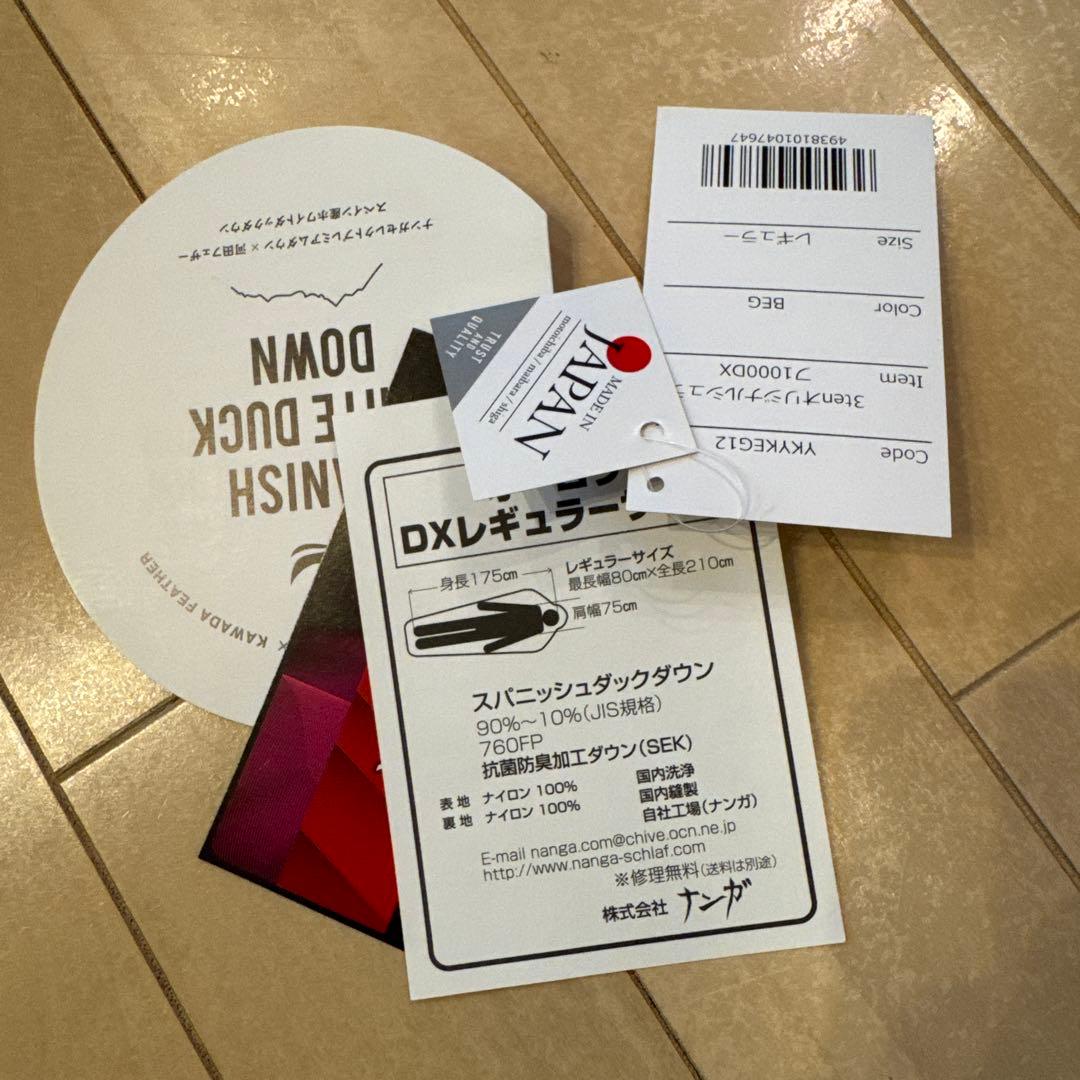 ナンガセレクトプレミアムダウン × 河田フェザー
スペイン産ホワイトダックダウン
DUCK
DOWN
× KAWADA FEATHER
TRUST
AND
QUALITY
motoichiba / maibara / shiga
MADE IN
JAPAN
Code YKYKEG12
Item 3tenオリジナルシュラ
フ1000DX
Color BEG
Size レギュラー
4938101047647
DXレギュラー
身長175cm
レギュラーサイズ
最長幅80cm×全長210cm
肩幅75cm
スパニッシュダックダウン
90%~10%(JIS規格)
760FP
抗菌防臭加工ダウン(SEK)
表地 ナイロン 100%
裏地 ナイロン 100%
国内洗浄
国内縫製
自社工場(ナンガ)
E-mail nanga.com@chive.ocn.ne.jp
http://www.nanga-schlaf.com
※修理無料(送料は別途)
株式会社 ナンガ